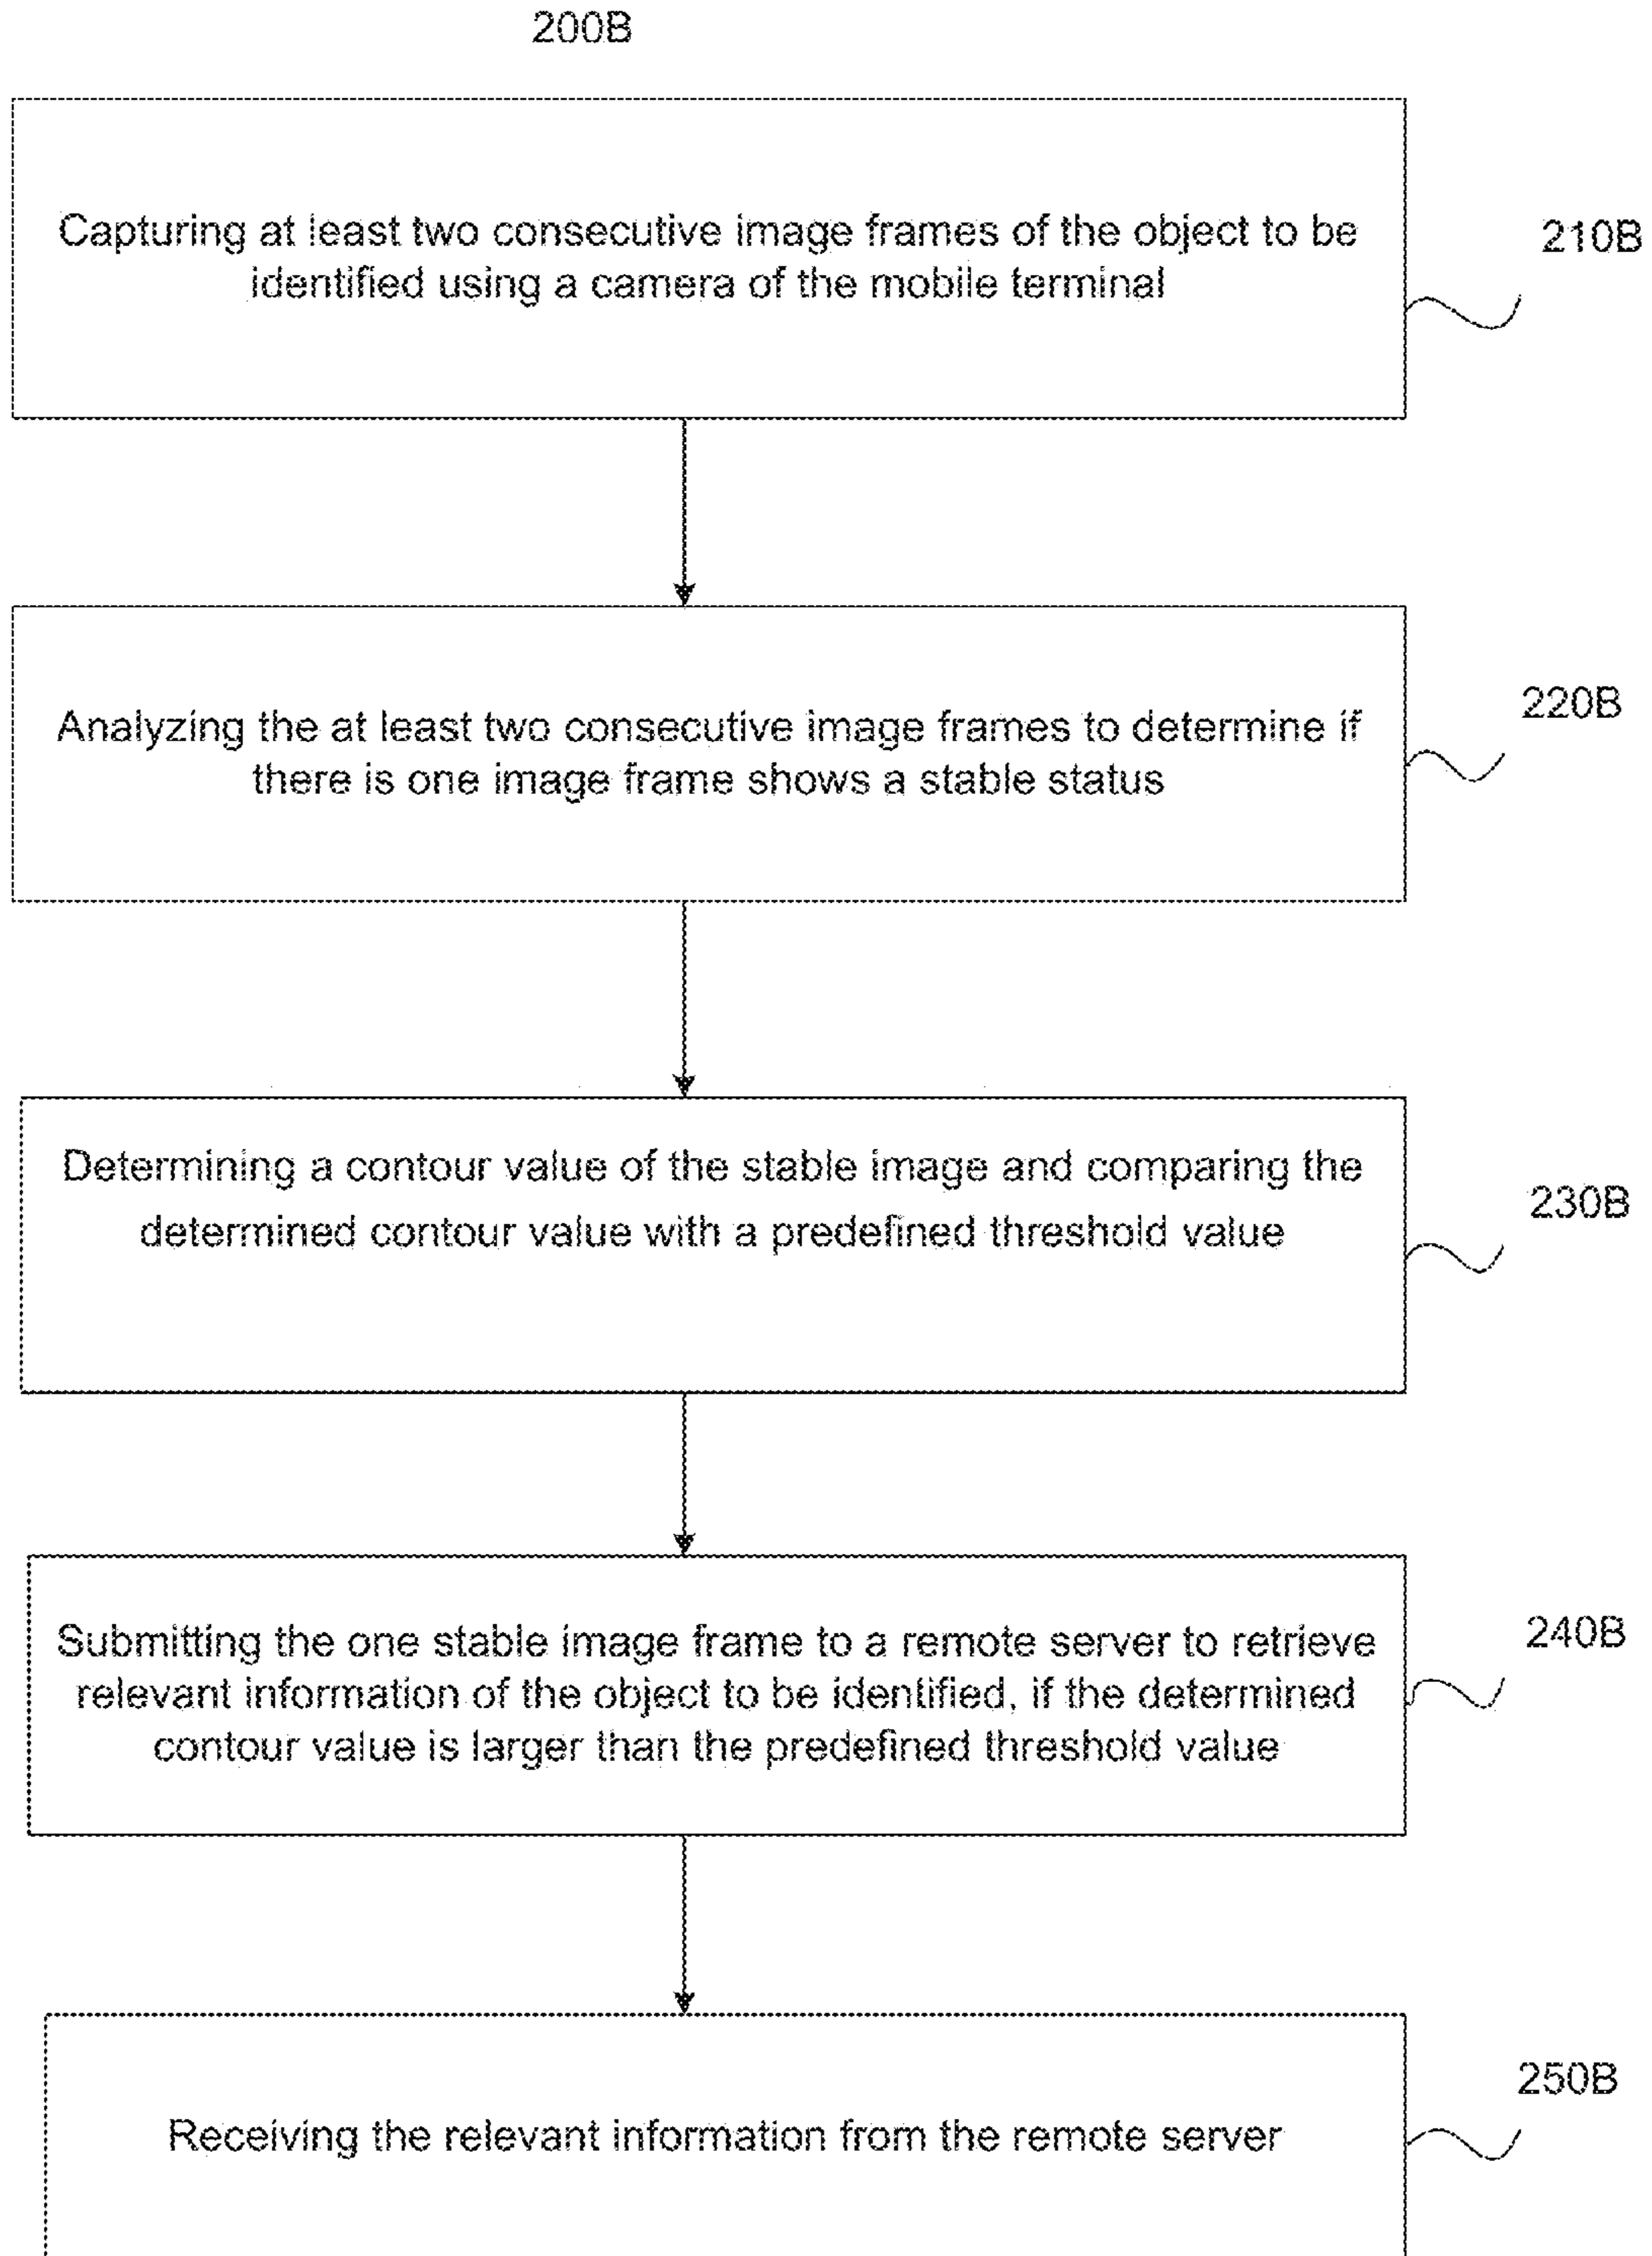 200B
Capturing at least two consecutive image frames of the object to be
identified using a camera of the mobile terminal
210B
Analyzing the at least two consecutive image frames to determine if
there is one image frame shows a stable status
220B
Determining a contour value of the stable image and comparing the
determined contour value with a predefined threshold value
230B
Submitting the one stable image frame to a remote server to retrieve
relevant information of the object to be identified, if the determined
contour value is larger than the predefined threshold value
240B
Receiving the relevant information from the remote server
250B